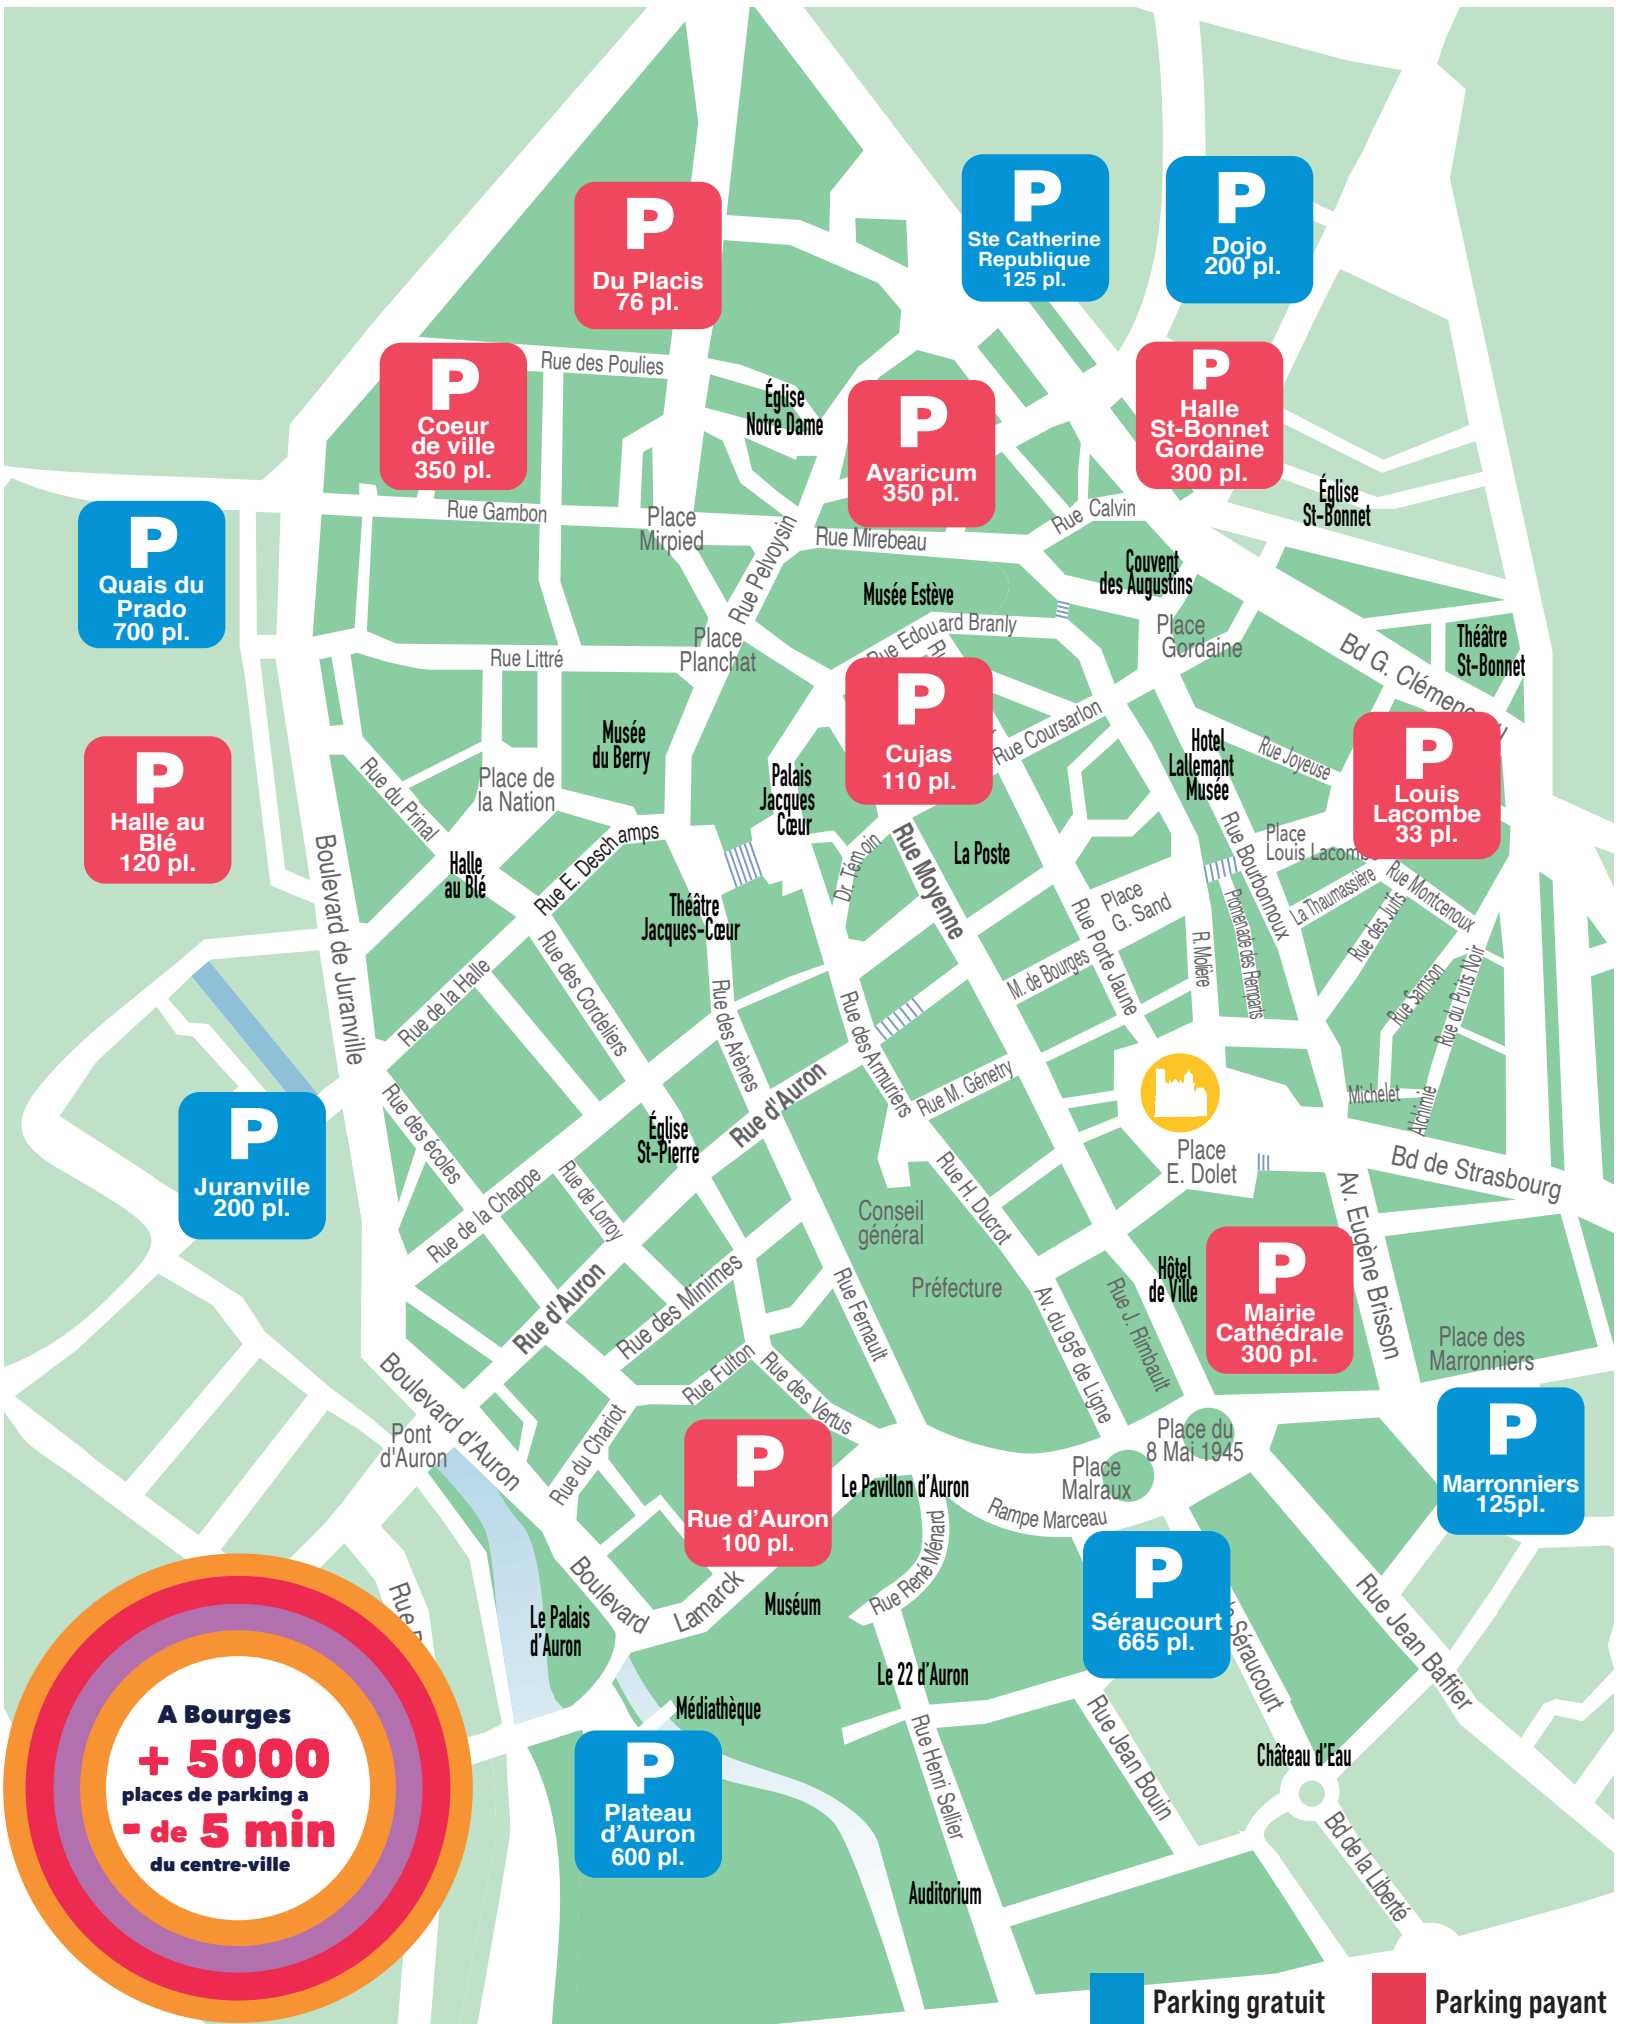 P
Ste Catherine
Republique
125 pl.
P
Dojo
200 pl.
P
Du Placis
76 pl.
P
Coeur
de ville
350 pl.
Rue des Poulies
Église
Notre Dame
P
Avaricum
350 pl.
P
Halle
St-Bonnet
Gordaine
300 pl.
Église
St-Bonnet
Rue Gambon
Place
Mirpied
Rue Pelvoysin
Rue Mirebeau
Rue Calvin
P
Quais du
Prado
700 pl.
Couvent
des Augustins
Musée Estève
Rue Edouard Branly
Place
Gordaine
Bd G. Clémenc
Théâtre
St-Bonnet
Rue Littré
Place
Planchat
P
Cujas
110 pl.
Rue Coursarlon
P
Halle au
Blé
120 pl.
Musée
du Berry
Palais
Jacques
Cœur
Hotel
Lallemant
Musée
Rue Joyeuse
P
Louis
Lacombe
33 pl.
Rue du Prinal
Place de
la Nation
Halle
au Blé
Rue E. Deschamps
Dr. Témoin
Rue Moyenne
La Poste
Rue Bourbonnoux
Place
Louis Lacombe
La Thaumassière
Rue Montcenoux
Rue des Juifs
Boulevard de Juranville
Théâtre
Jacques-Cœur
Place
G. Sand
Rue Porte Jaune
R. Molière
Promenade des Remparts
Rue de la Halle
Rue des Cordeliers
Rue des Arènes
Rue des Armuriers
M. de Bourges
Rue Samson
Rue du Puits Noir
Rue M. Génetry
Michelet
Alchimie
P
Juranville
200 pl.
Rue des écoles
Église
St-Pierre
Rue d'Auron
Place
E. Dolet
Bd de Strasbourg
Rue de la Chappe
Rue de Lorroy
Rue H. Ducrot
Conseil
général
Préfecture
Av. Eugène Brisson
Hôtel
de Ville
P
Mairie
Cathédrale
300 pl.
Rue d'Auron
Rue des Minimes
Rue Fernault
Av. du 95e de Ligne
Rue J. Rimbault
Place des
Marronniers
Boulevard d'Auron
Rue Fulton
Rue des Vertus
Pont
d'Auron
Rue du Chariot
P
Rue d'Auron
100 pl.
Le Pavillon d'Auron
Place du
8 Mai 1945
Place
Malraux
Rampe Marceau
P
Marronniers
125pl.
Rue René Ménard
P
Séraucourt
665 pl.
Séraucourt
Rue Jean Baffier
Boulevard
Lamarck
Muséum
Rue
Le Palais
d'Auron
Le 22 d'Auron
Médiathèque
Rue Henri Sellier
Rue Jean Bouin
Château d'Eau
Bd de la Liberté
P
Plateau
d'Auron
600 pl.
Auditorium
A Bourges
+ 5000
places de parking a
- de 5 min
du centre-ville
Parking gratuit
Parking payant